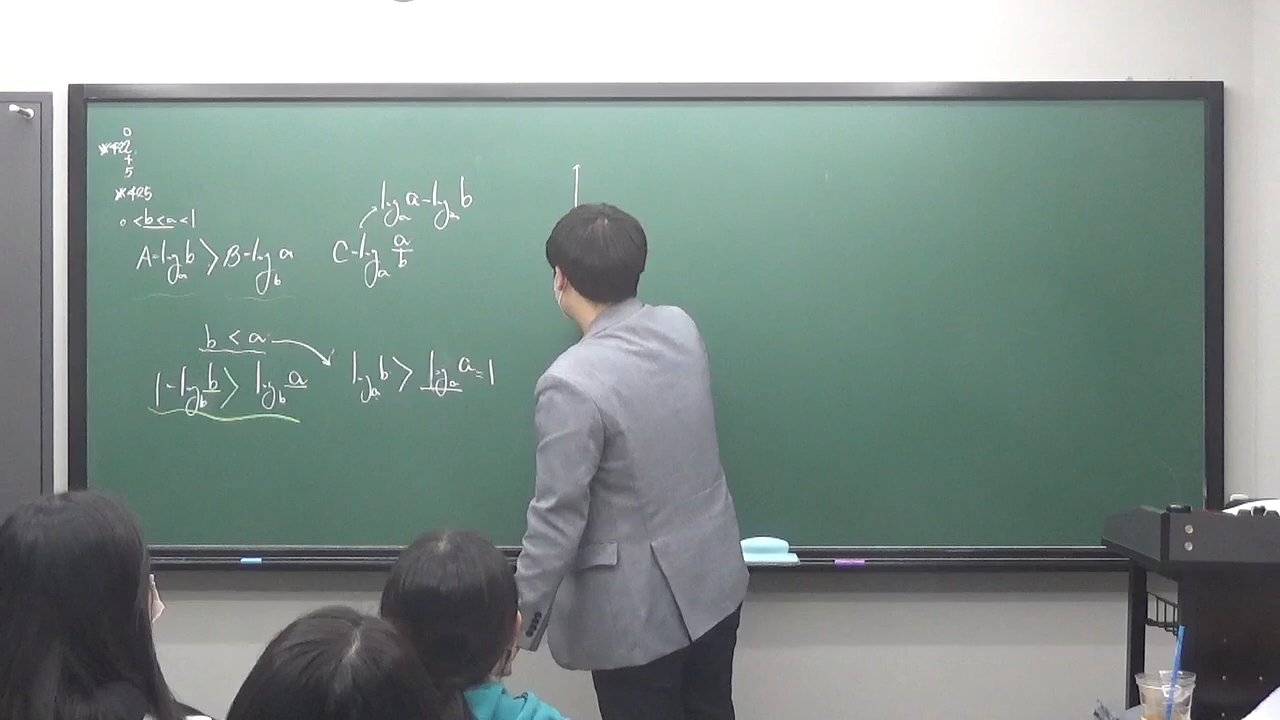 0
*422
4
5
*425
0<b<a<1
A=log_a b > B=log_b a
C=log_a a/b
log_a a - log_a b
b<a
1=log_b b > log_b a
log_a b > log_a a=1